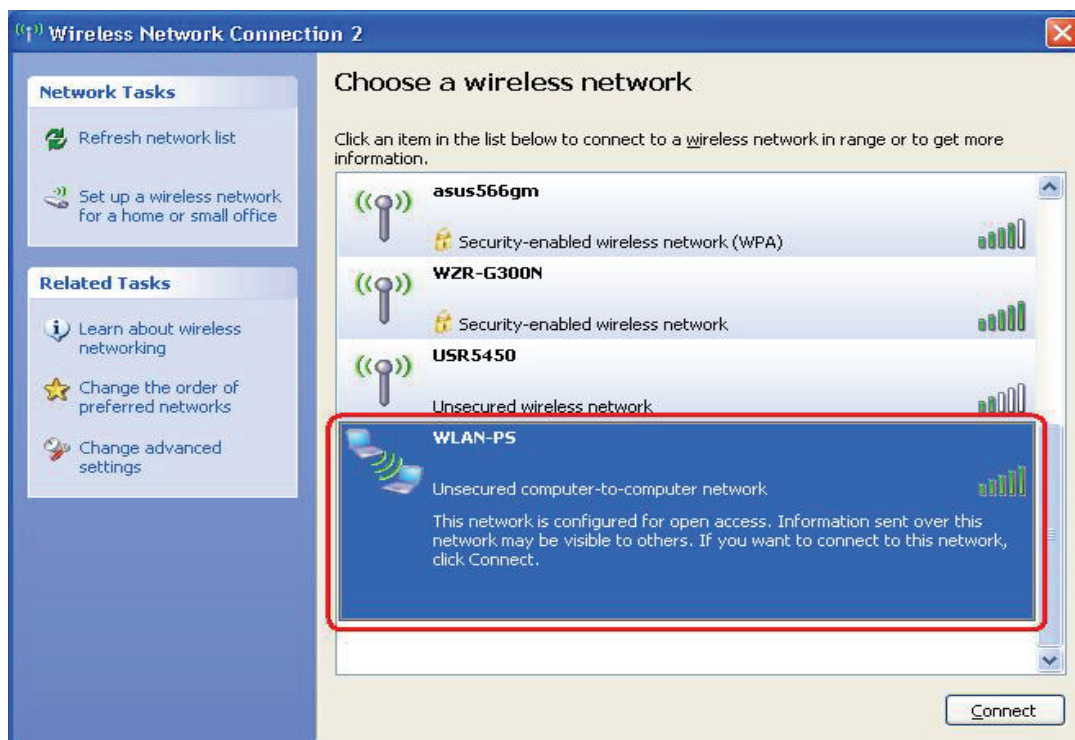 Wireless Network Connection 2
Network Tasks
Refresh network list
Set up a wireless network
for a home or small office
Related Tasks
Learn about wireless
networking
Change the order of
preferred networks
Change advanced
settings
Choose a wireless network
Click an item in the list below to connect to a wireless network in range or to get more
information.
asus566gm
Security-enabled wireless network (WPA)
WZR-G300N
Security-enabled wireless network
USR5450
Unsecured wireless network
WLAN-PS
Unsecured computer-to-computer network
This network is configured for open access. Information sent over this
network may be visible to others. If you want to connect to this network,
click Connect.
Connect